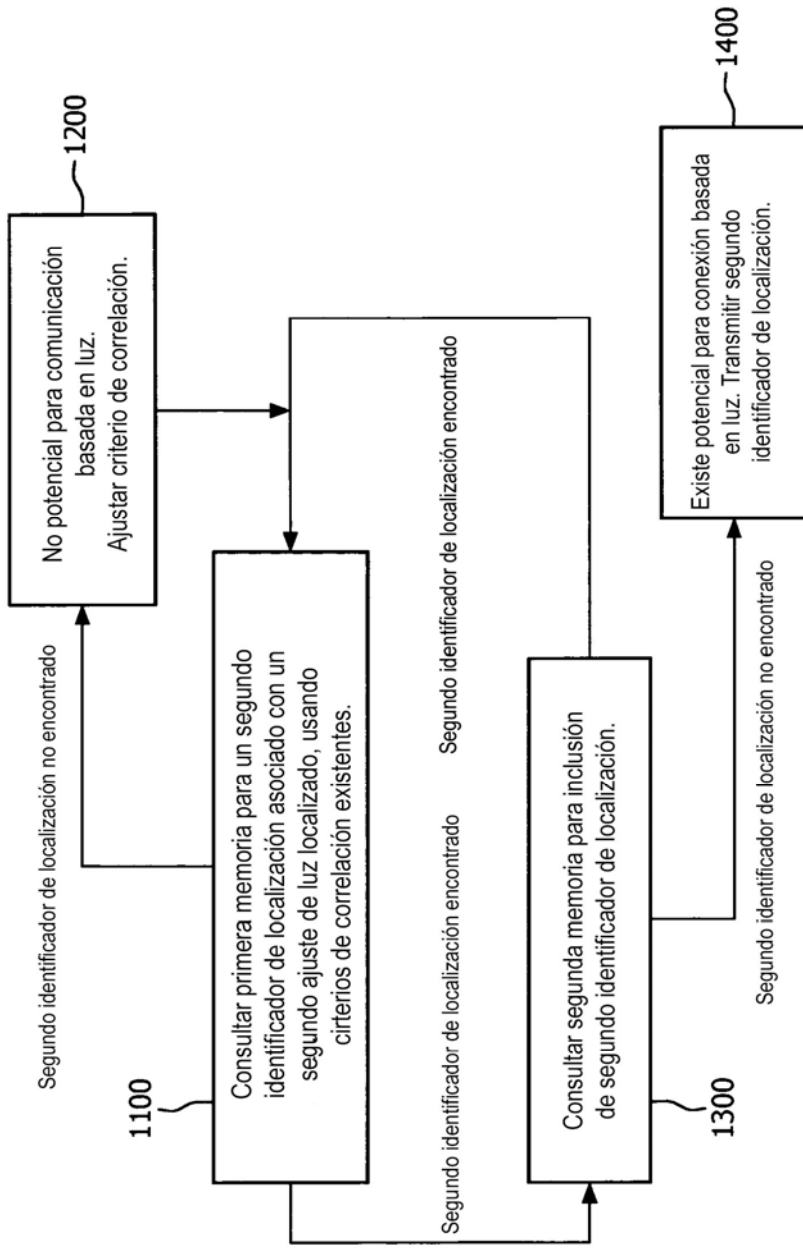 Segundo identificador de localización no encontrado
1200
No potencial para comunicación
basada en luz.
Ajustar criterio de correlación.
1100
Consultar primera memoria para un segundo
identificador de localización asociado con un
segundo ajuste de luz localizado, usando
cirterios de correlación existentes.
Segundo identificador de localización encontrado
Segundo identificador de localización encontrado
1300
Consultar segunda memoria para inclusión
de segundo identificador de localización.
Segundo identificador de localización no encontrado
1400
Existe potencial para conexión basada
en luz. Transmitir segundo
identificador de localización.